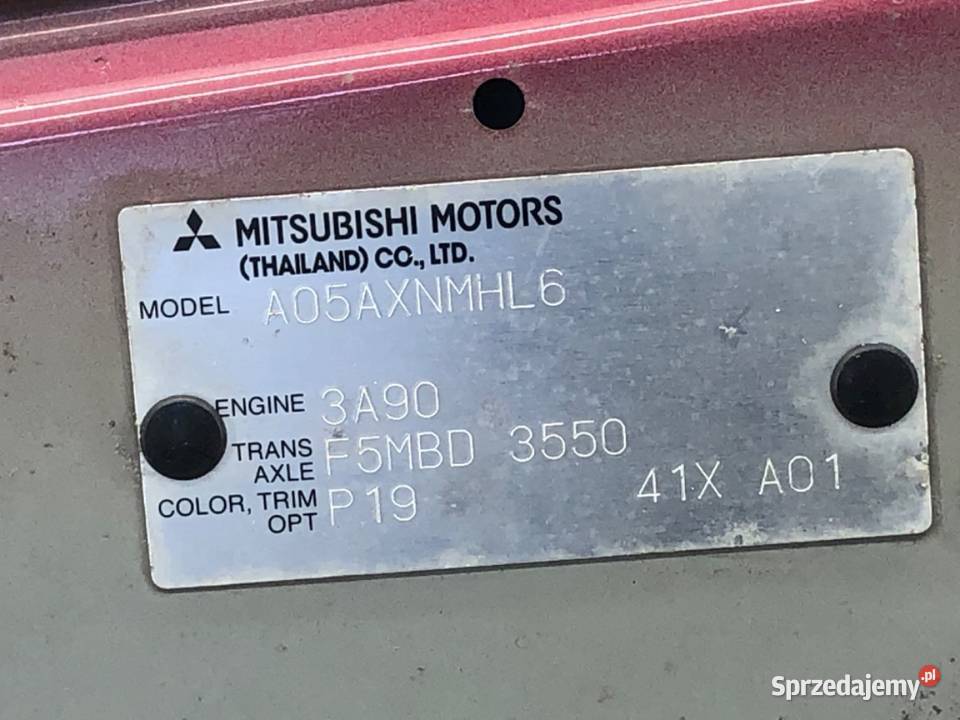 MITSUBISHI MOTORS
(THAILAND) CO., LTD.
MODEL A05AXNMHL6
ENGINE 3A90
TRANS AXLE F5MBD 3550
COLOR, TRIM OPT P19 41X A01
Sprzedajemy.pl